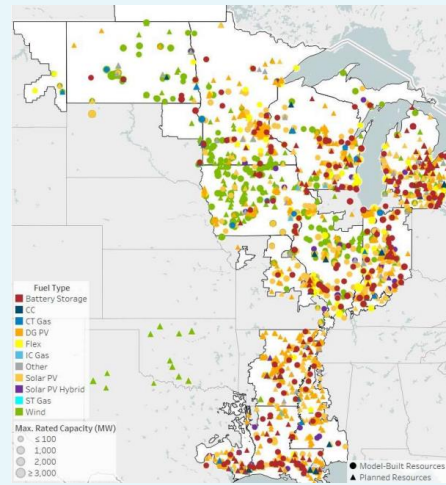 Fuel Type
Battery Storage
CC
CT Gas
DG PV
Flex
IC Gas
Other
Solar PV
Solar PV Hybrid
ST Gas
Wind
Max. Rated Capacity (MW)
≤ 100
1,000
2,000
≥ 3,000
Model-Built Resources
Planned Resources